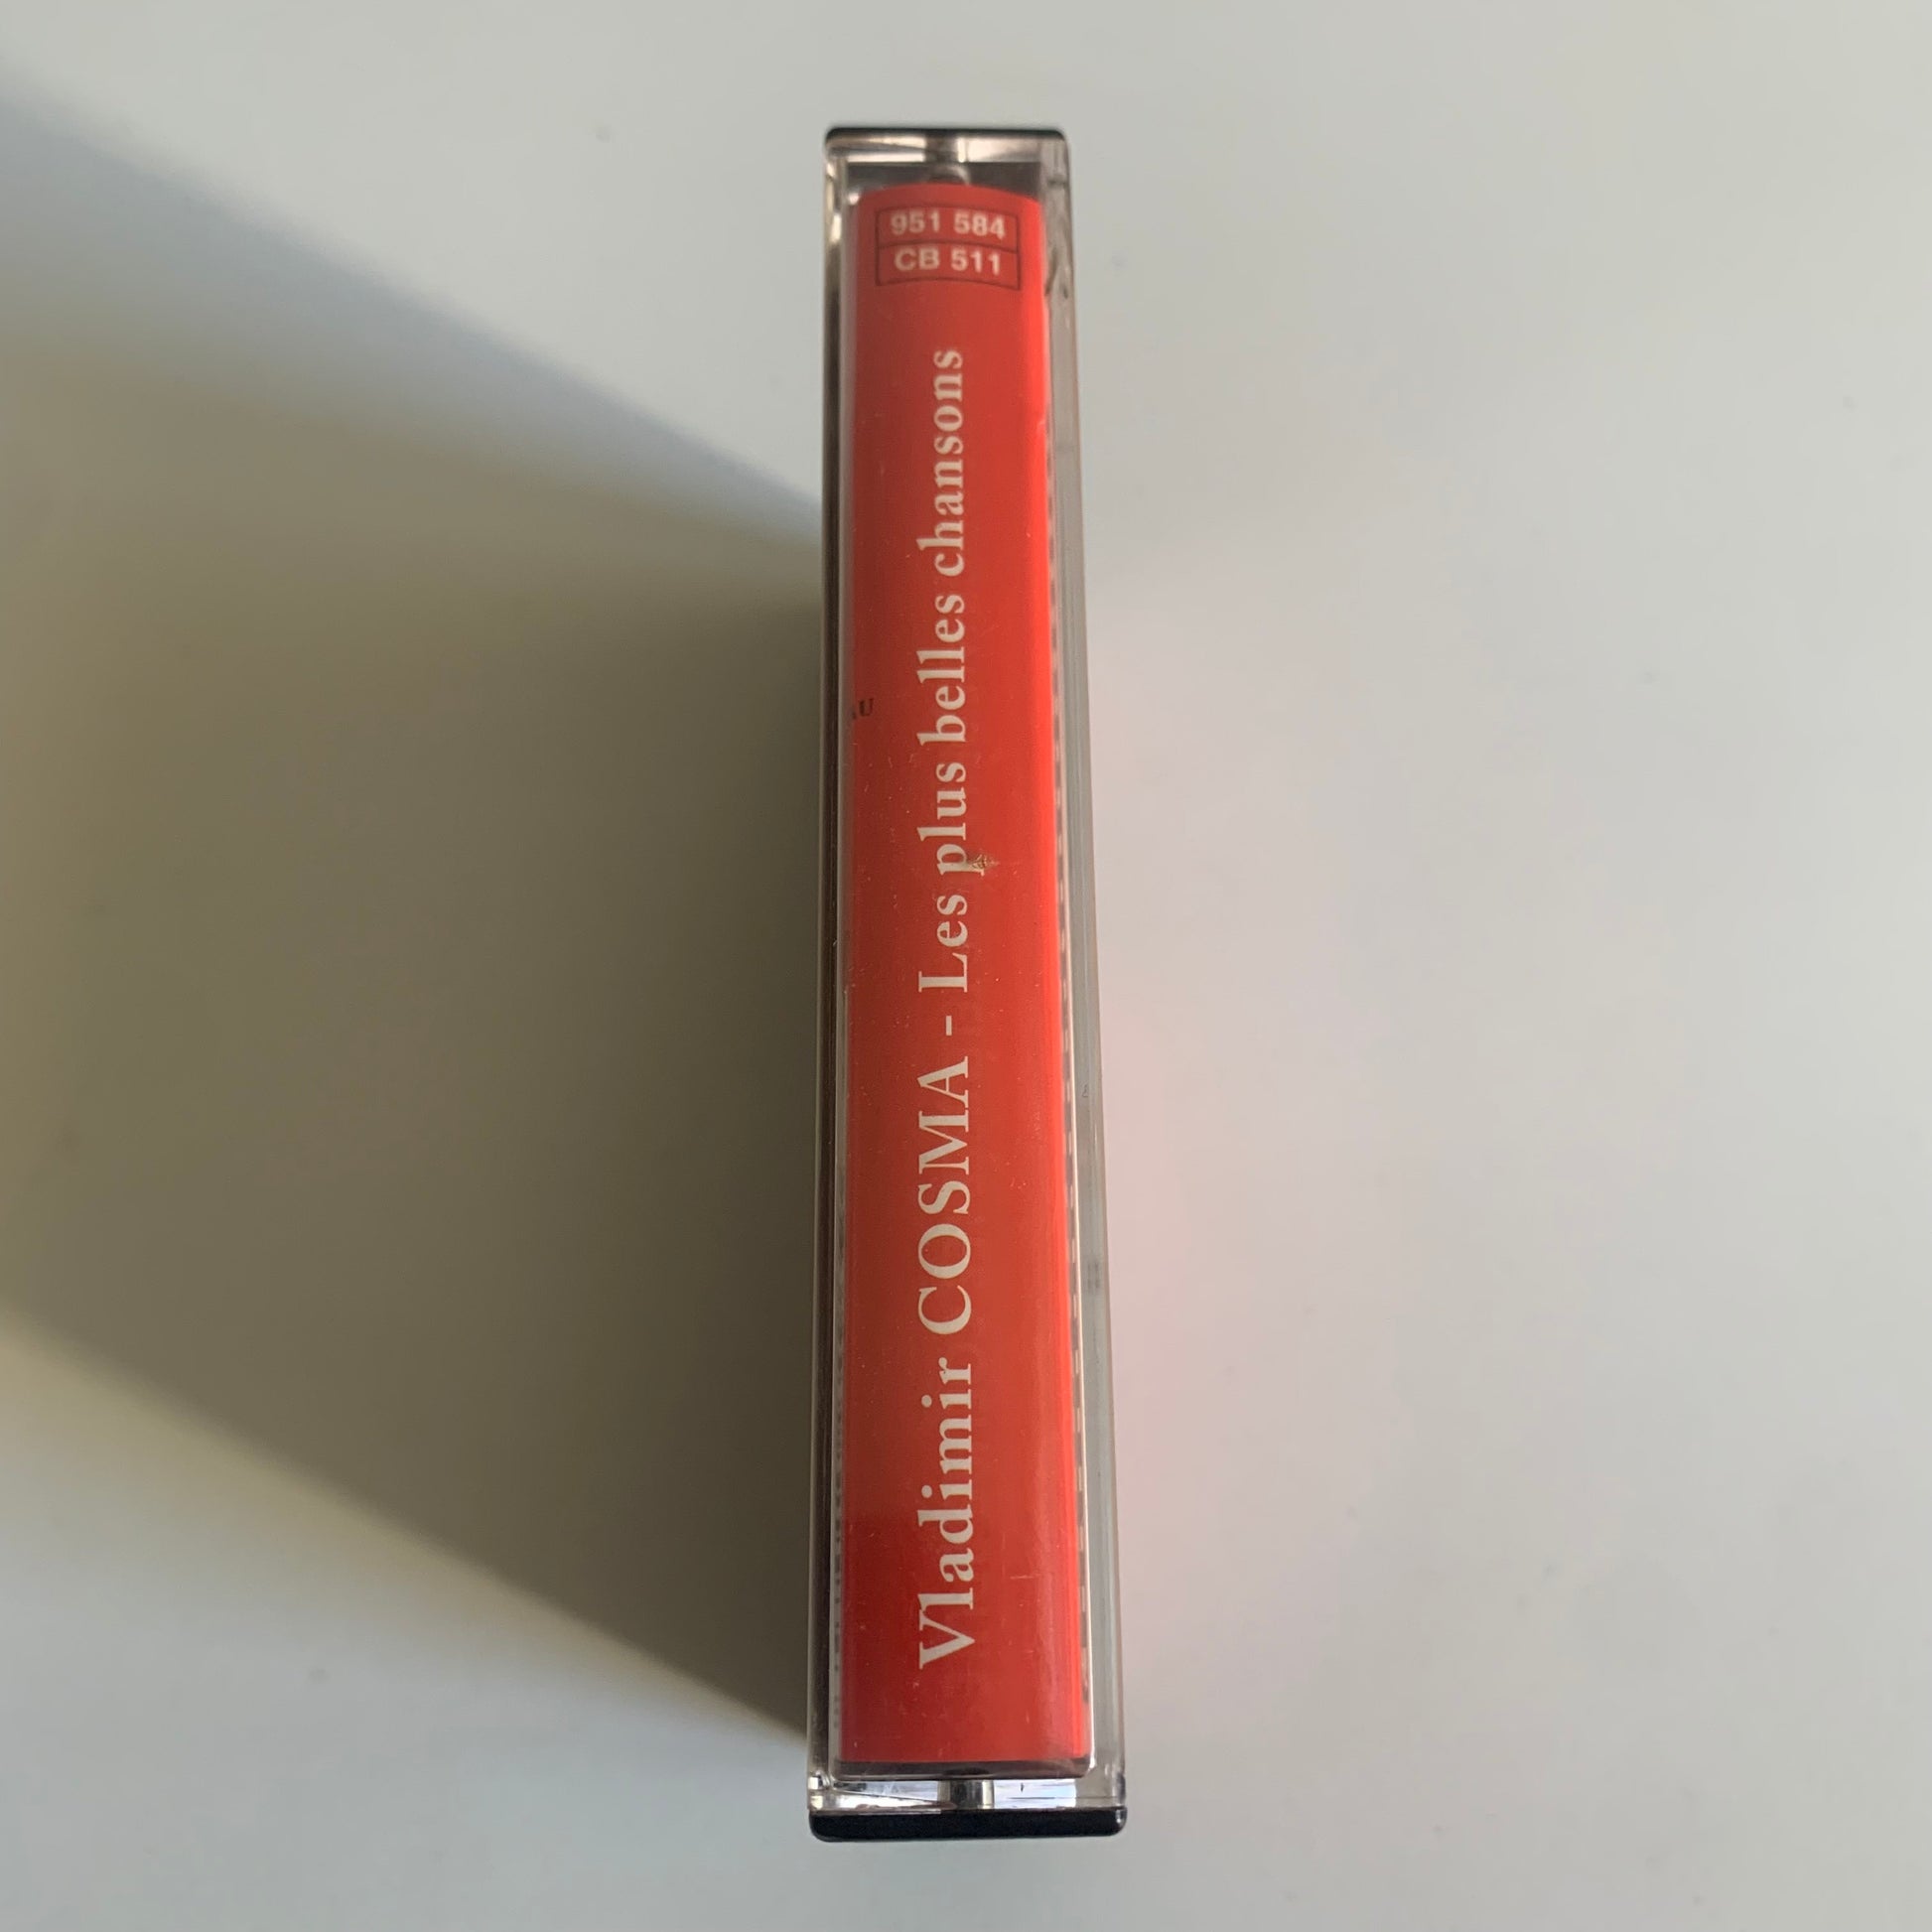 951 584
CB 511
Vladimir COSMA - Les plus belles chansons